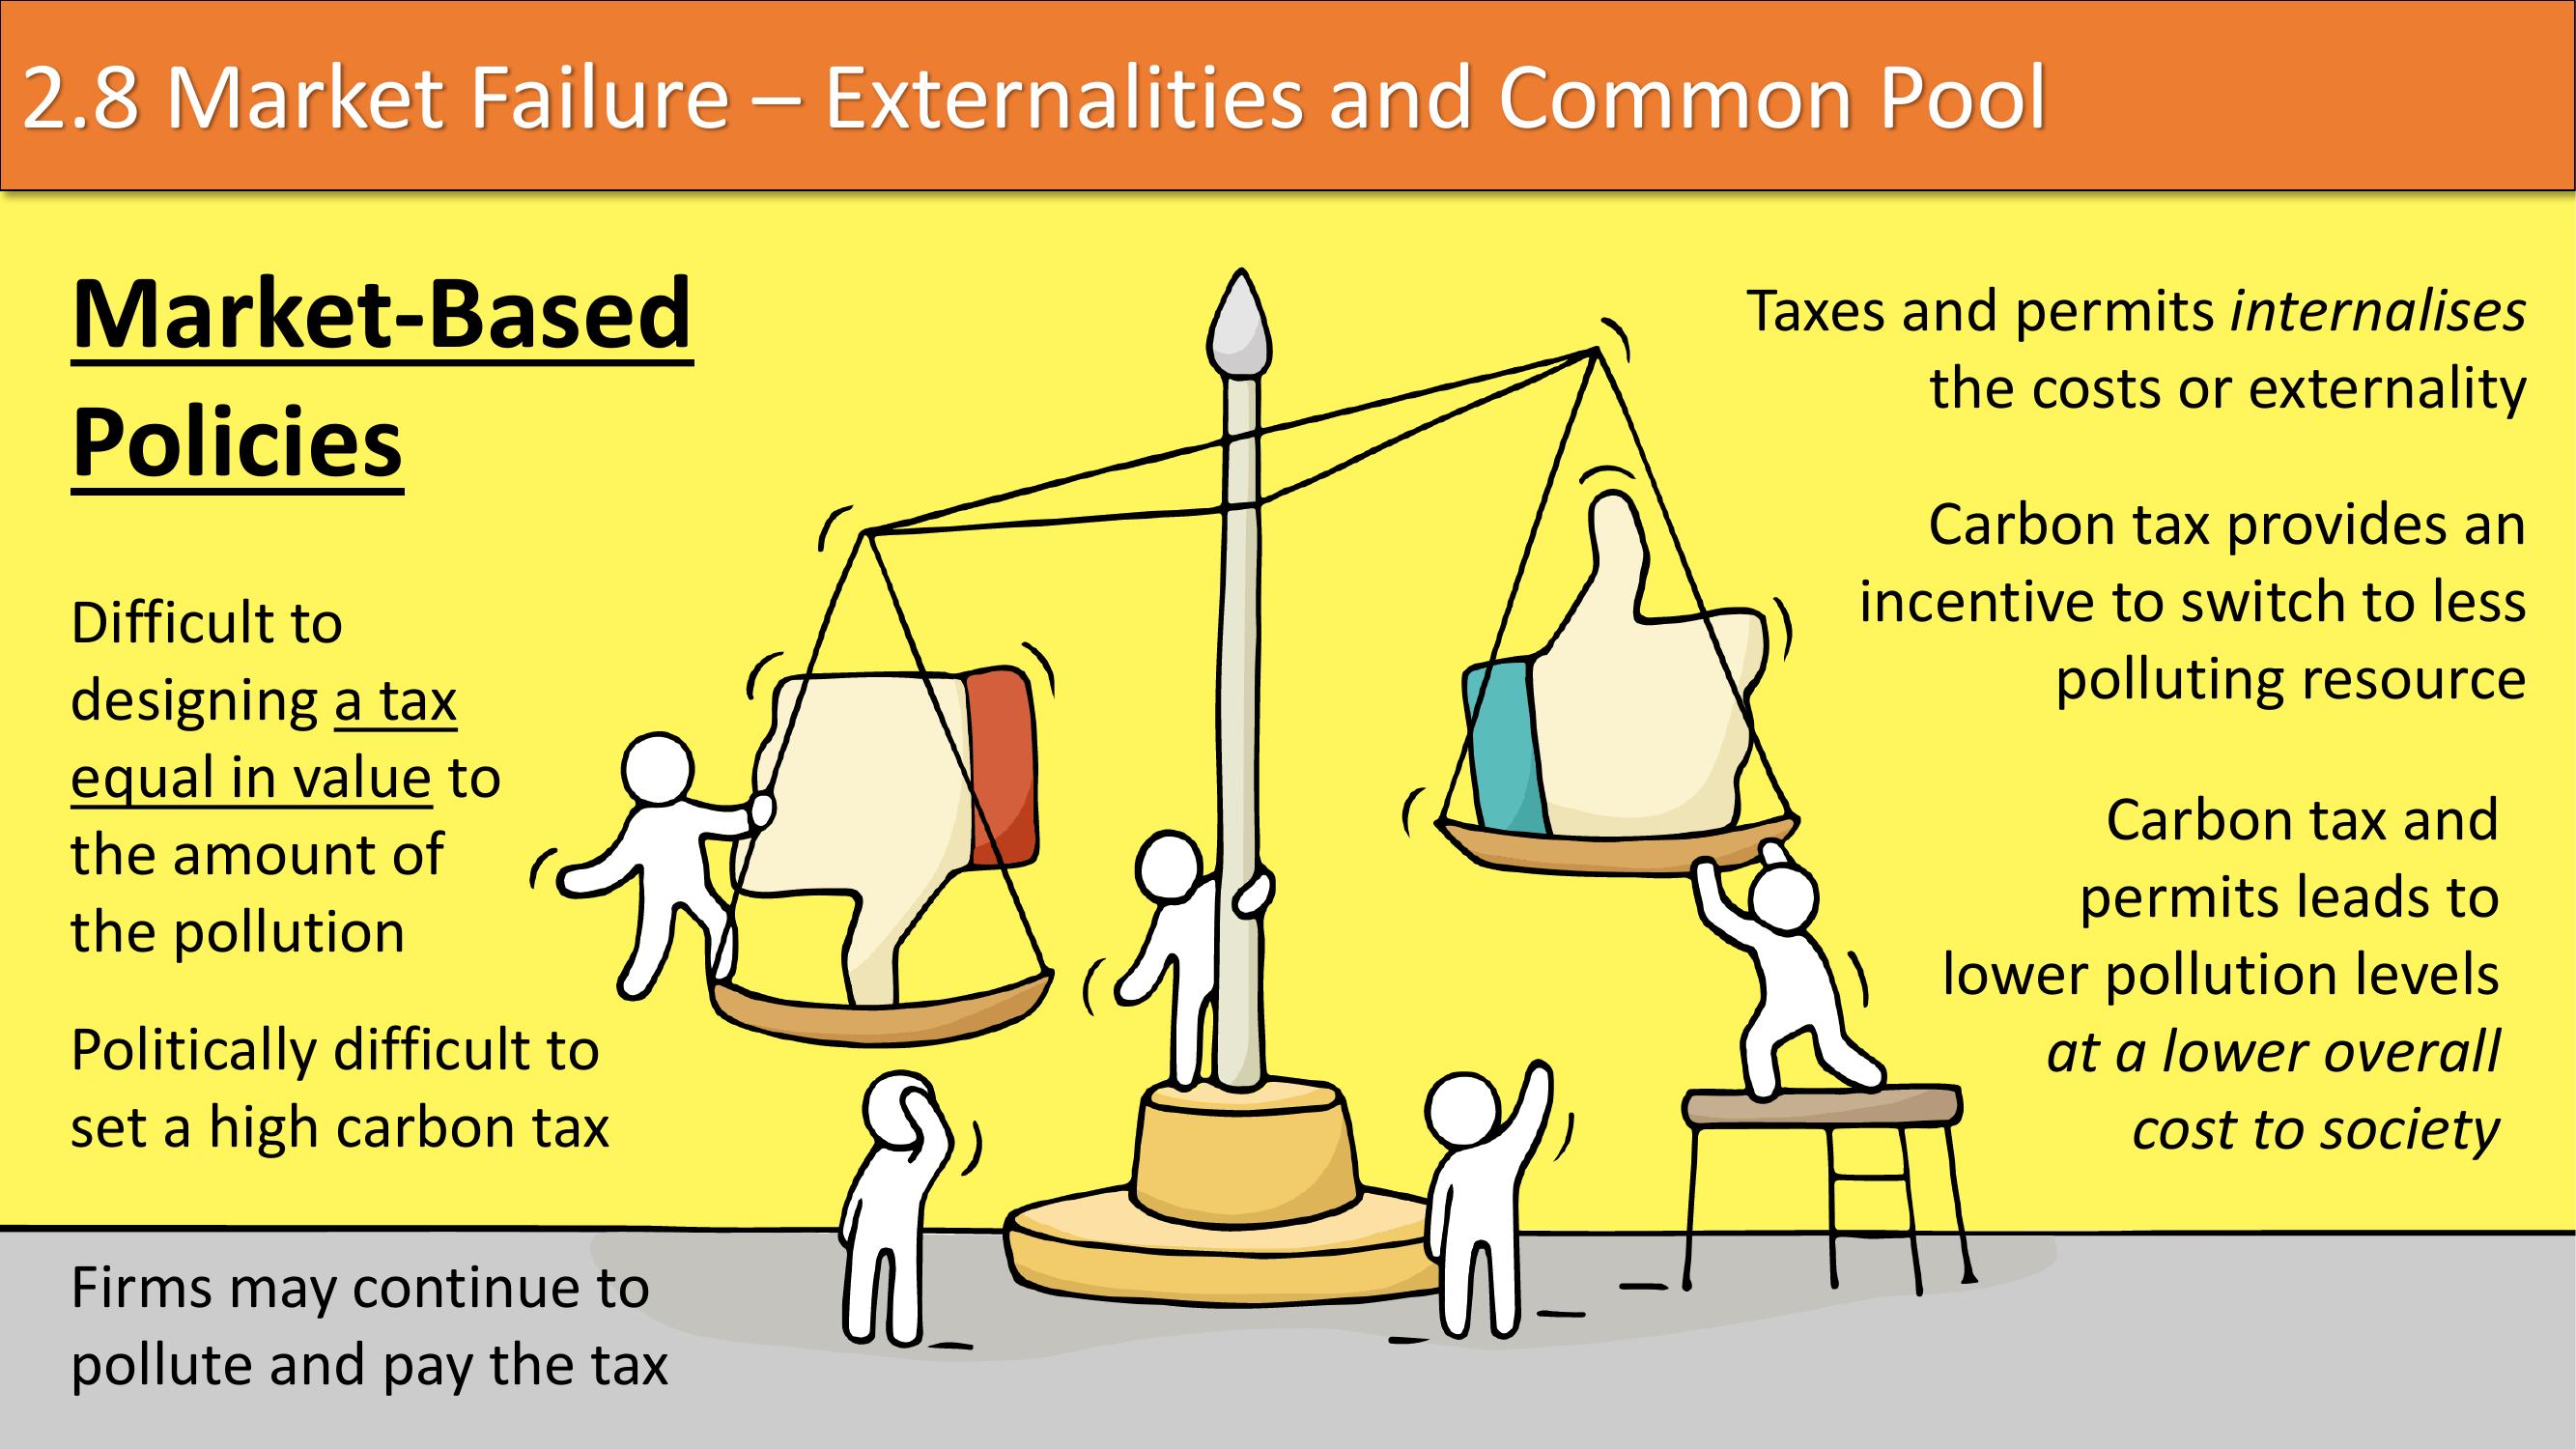 2.8 Market Failure – Externalities and Common Pool
Market-Based
Policies
Difficult to
designing a tax
equal in value to
the amount of
the pollution
Politically difficult to
set a high carbon tax
Firms may continue to
pollute and pay the tax
Taxes and permits internalises
the costs or externality
Carbon tax provides an
incentive to switch to less
polluting resource
Carbon tax and
permits leads to
lower pollution levels
at a lower overall
cost to society